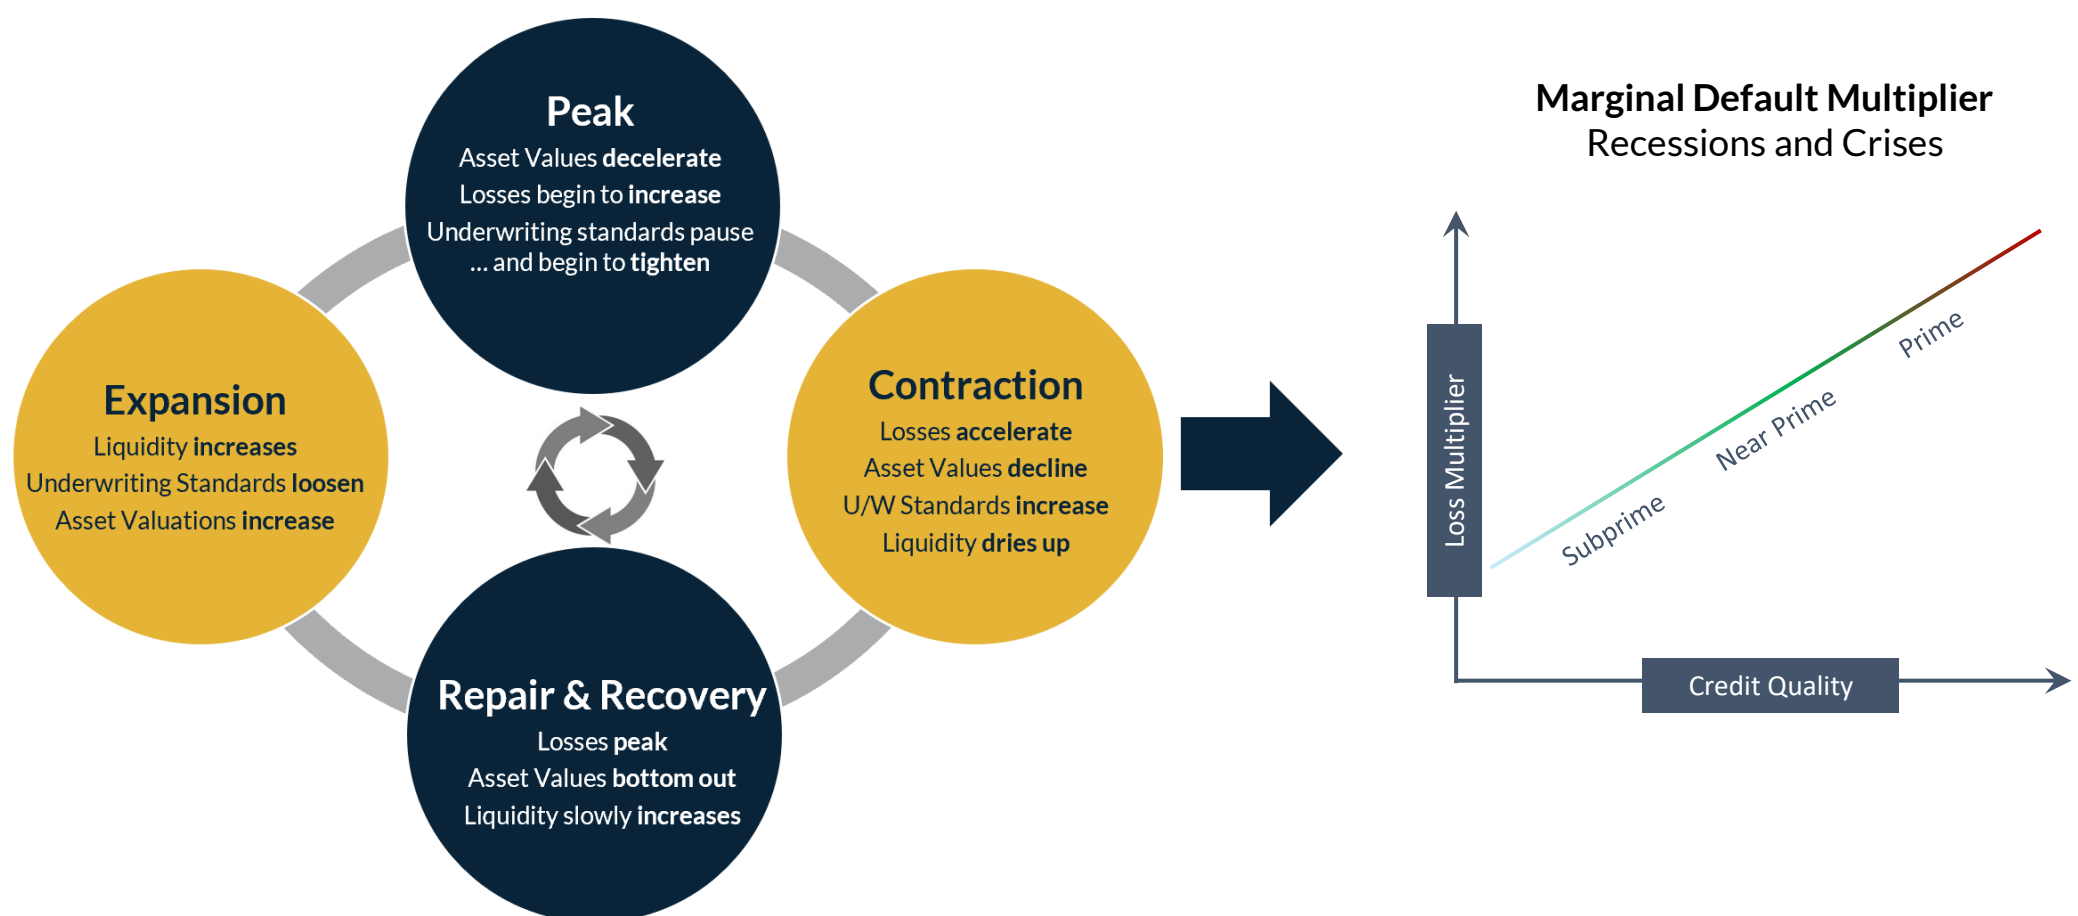 Peak
Asset Values decelerate
Losses begin to increase
Underwriting standards pause
... and begin to tighten
Expansion
Liquidity increases
Underwriting Standards loosen
Asset Valuations increase
Contraction
Losses accelerate
Asset Values decline
U/W Standards increase
Liquidity dries up
Repair & Recovery
Losses peak
Asset Values bottom out
Liquidity slowly increases
Marginal Default Multiplier
Recessions and Crises
Loss Multiplier
Subprime
Near Prime
Prime
Credit Quality